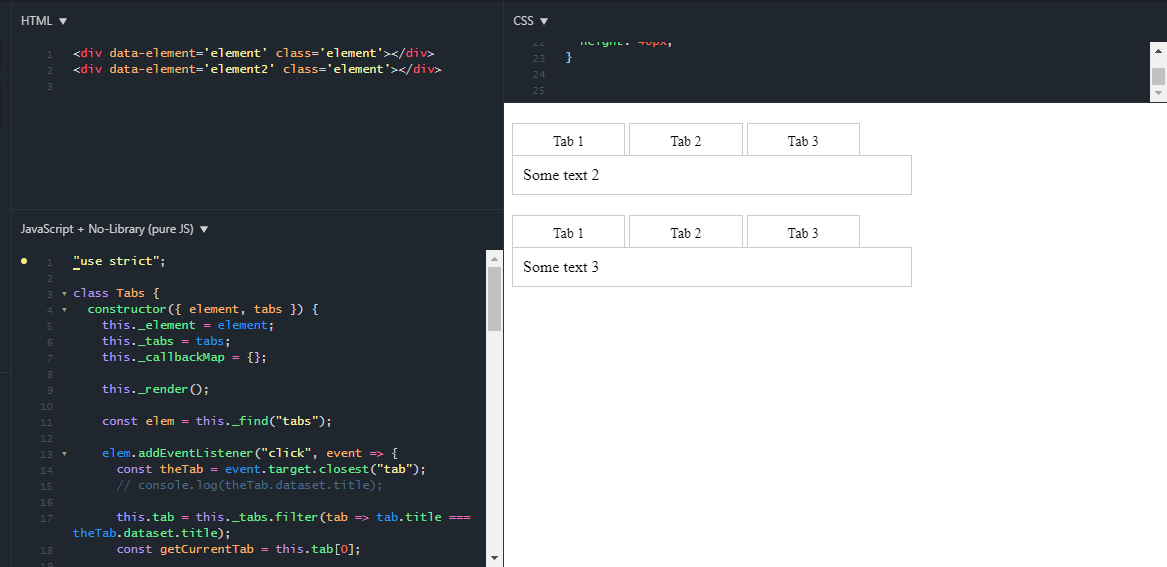 HTML ▼
1 <div data-element='element' class='element'></div>
2 <div data-element='element2' class='element'></div>
3
JavaScript + No-Library (pure JS) ▼
1 "use strict";
2
3 class Tabs {
4 constructor({ element, tabs }) {
5 this._element = element;
6 this._tabs = tabs;
7 this._callbackMap = {};
8
9 this._render();
10
11 const elem = this._find("tabs");
12
13 elem.addEventListener("click", event => {
14 const theTab = event.target.closest("tab");
15 // console.log(theTab.dataset.title);
16
17 this.tab = this._tabs.filter(tab => tab.title ===
theTab.dataset.title);
18 const getCurrentTab = this.tab[0];
CSS ▼
22 height: 40px;
23 }
24
25
Tab 1 Tab 2 Tab 3
Some text 2
Tab 1 Tab 2 Tab 3
Some text 3